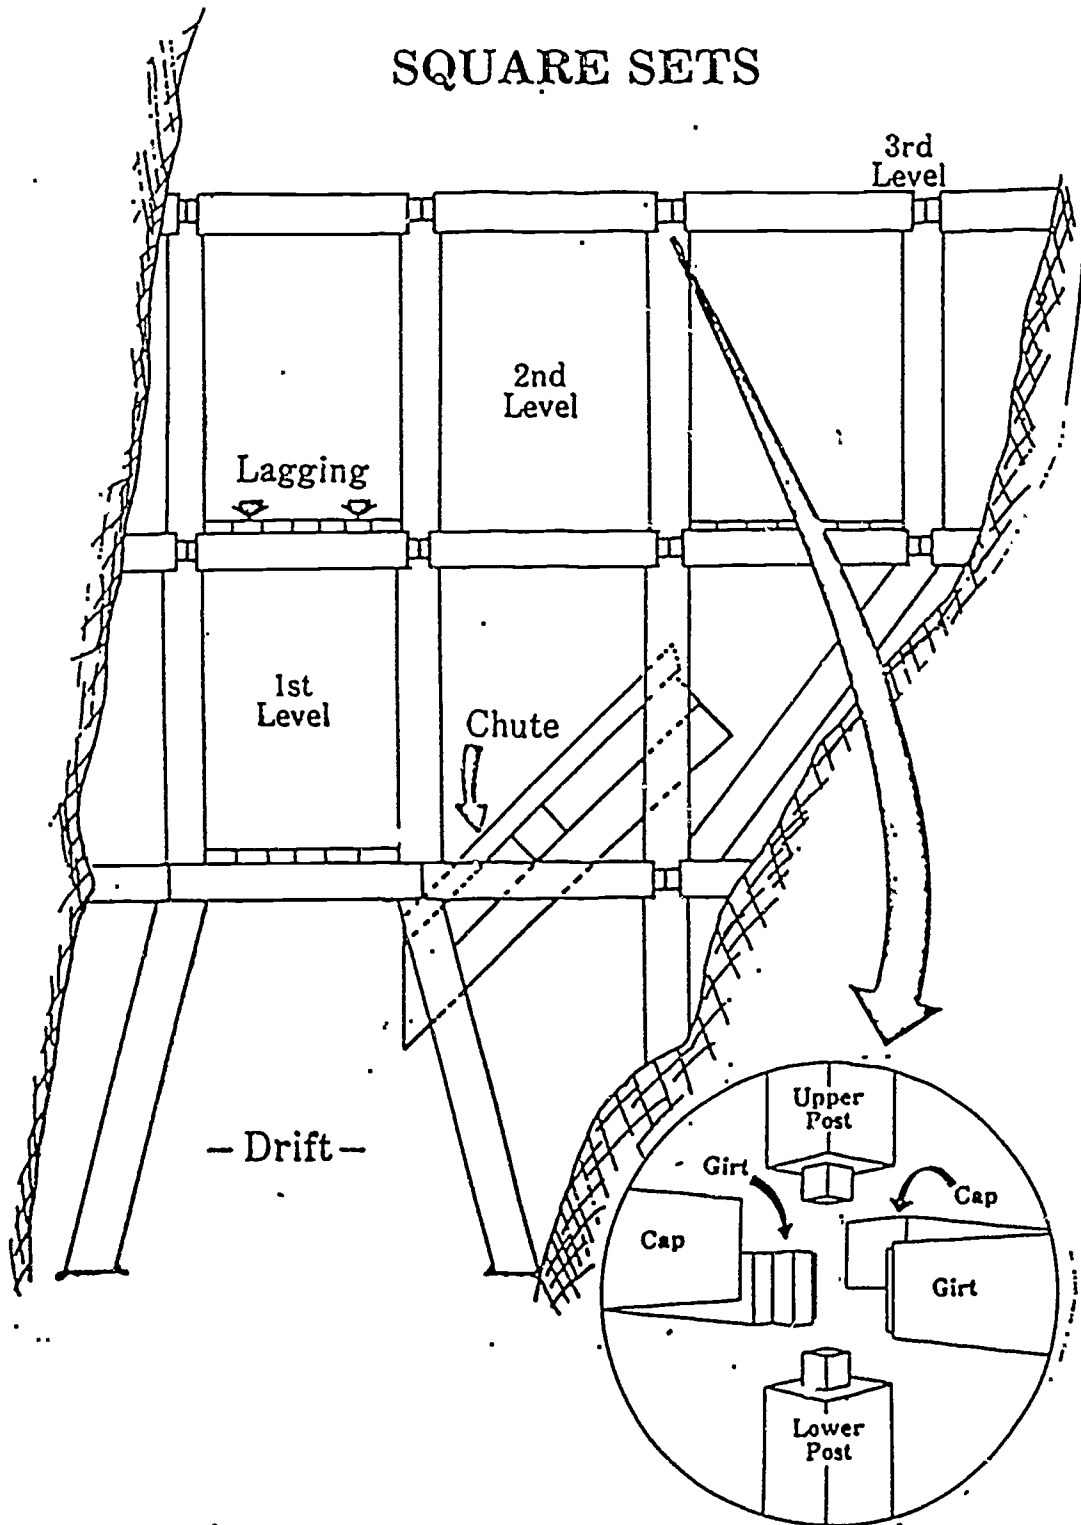 SQUARE SETS
3rd
Level
2nd
Level
Lagging
1st
Level
Chute
– Drift –
Upper
Post
Girt
Cap
Cap
Girt
Lower
Post